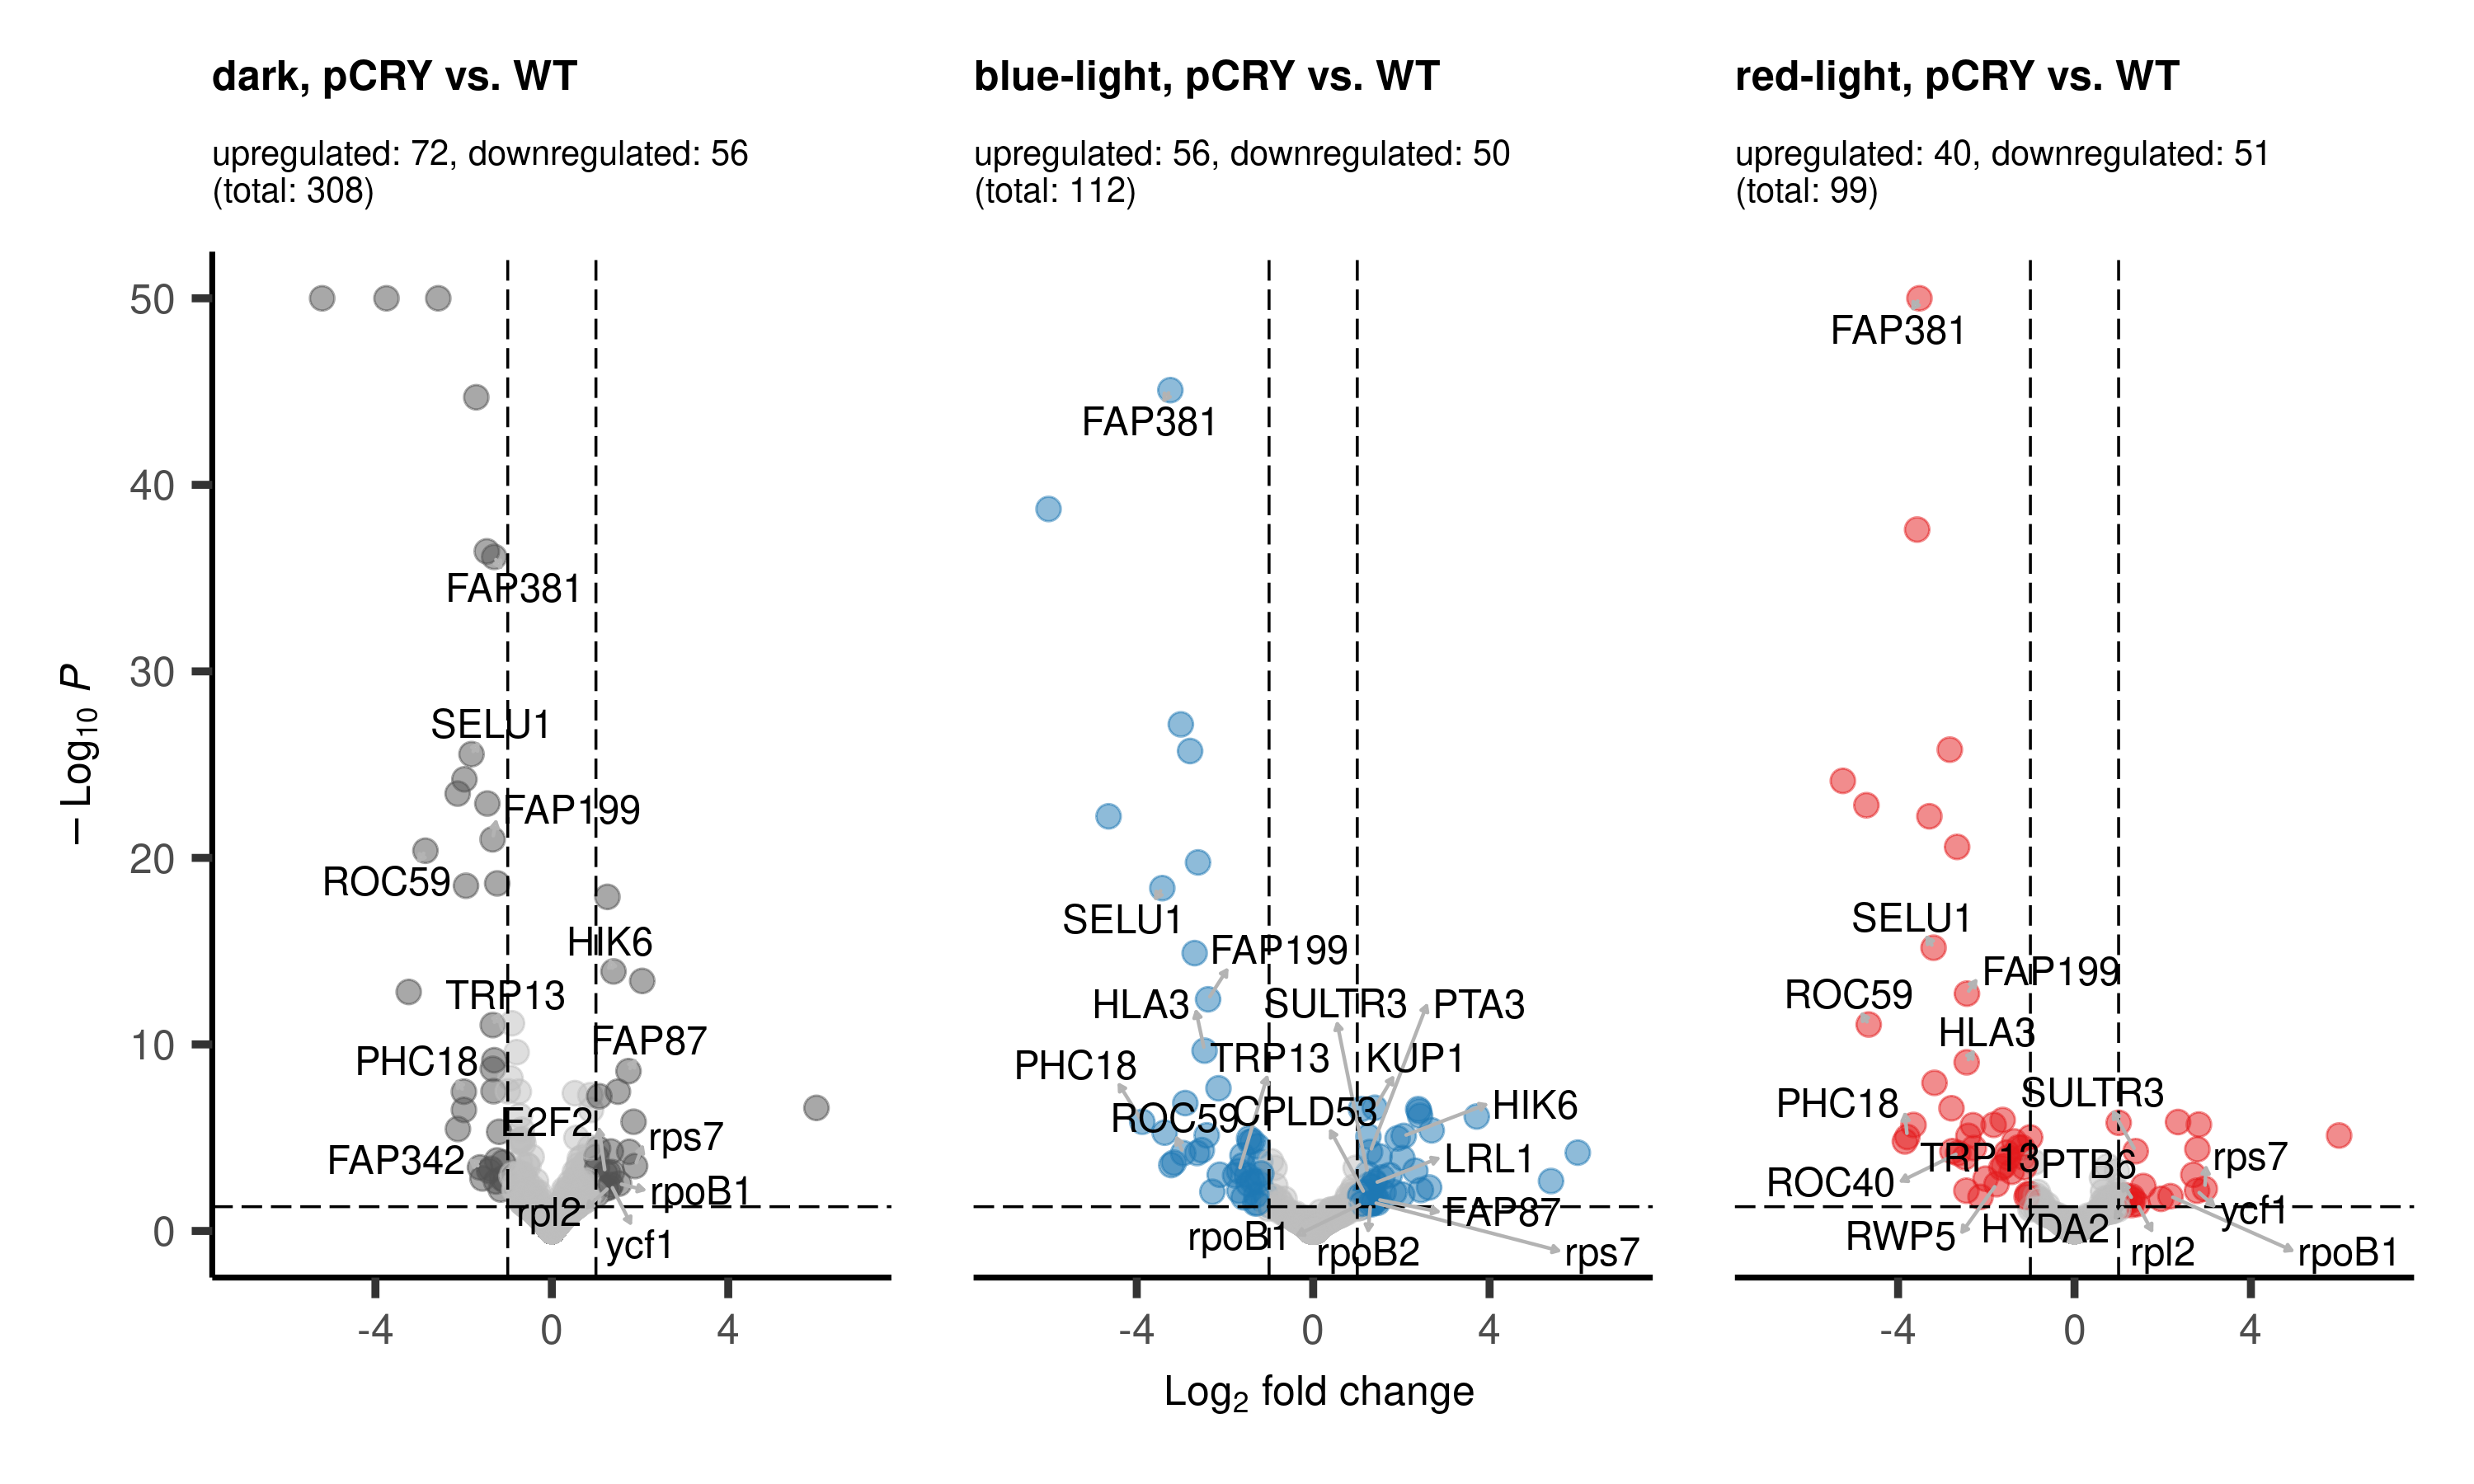 dark, pCRY vs. WT
upregulated: 72, downregulated: 56
(total: 308)
blue-light, pCRY vs. WT
upregulated: 56, downregulated: 50
(total: 112)
red-light, pCRY vs. WT
upregulated: 40, downregulated: 51
(total: 99)
− Log10 P
50
40
30
20
10
0
FAP381
SELU1
FAP199
ROC59
HIK6
TRP13
FAP87
PHC18
E2F2
rps7
FAP342
rpoB1
rpl2
ycf1
-4
0
4
FAP381
SELU1
FAP199
HLA3
SULTR3
PTA3
PHC18
TRP13
KUP1
ROC59
CPLD53
HIK6
LRL1
FAP87
rpoB1
rpoB2
rps7
-4
0
4
FAP381
SELU1
FAP199
ROC59
HLA3
PHC18
SULTR3
TRP13
PTB6
rps7
ROC40
ycf1
RWP5
HYDA2
rpl2
rpoB1
-4
0
4
Log2 fold change